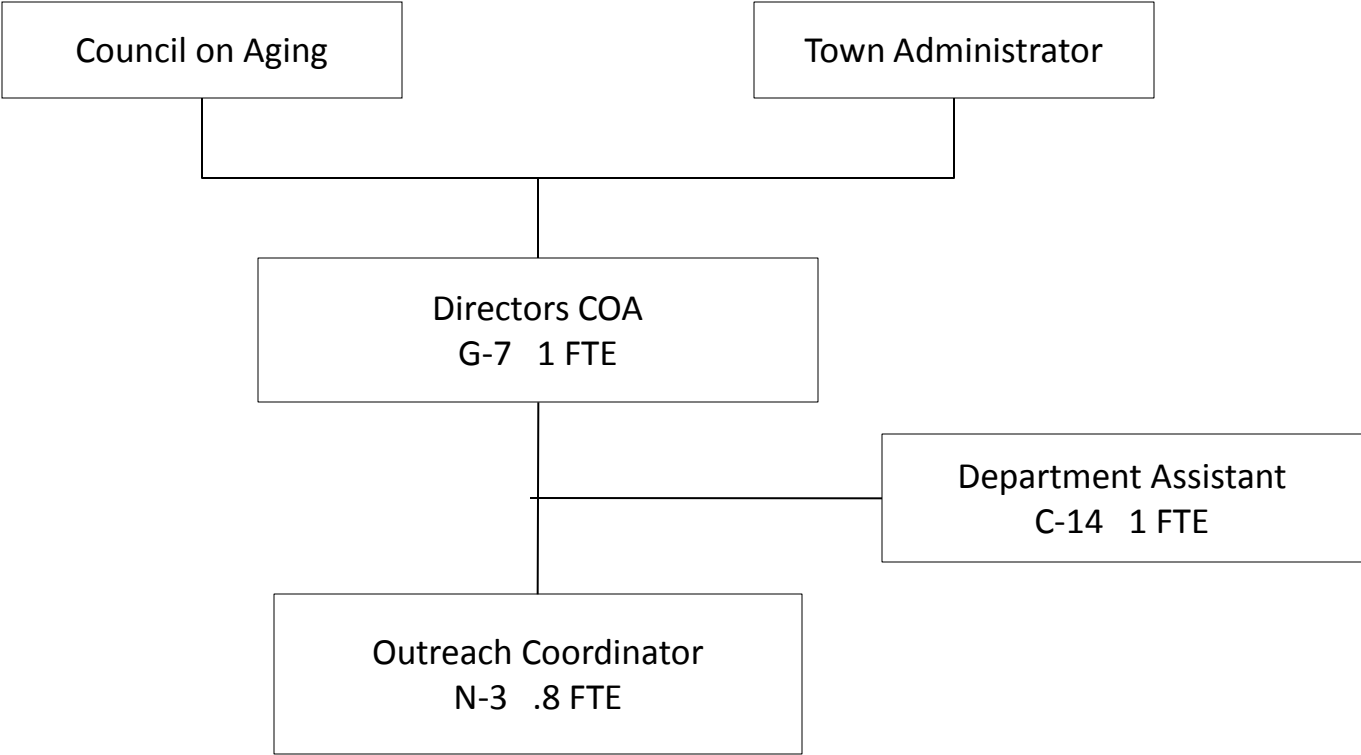 Council on Aging
Town Administrator
Directors COA
G-7 1 FTE
Department Assistant
C-14 1 FTE
Outreach Coordinator
N-3 .8 FTE